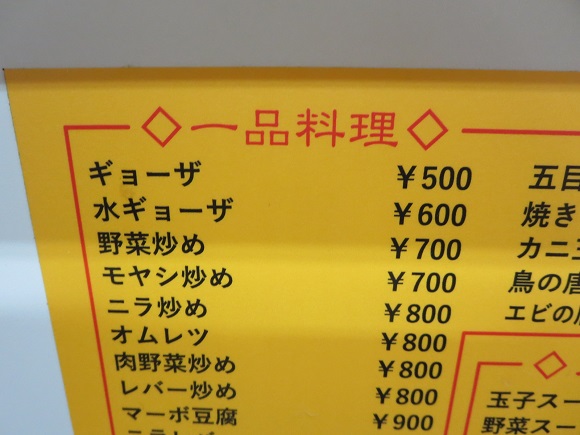 ◇一品料理◇
ギョーザ ￥500
水ギョーザ ￥600
野菜炒め ￥700
モヤシ炒め ￥700
ニラ炒め ￥800
オムレツ ￥800
肉野菜炒め ￥800
レバー炒め ￥800
マーボ豆腐 ￥900
五目
焼き
カニ玉
鳥の唐
エビの
玉子スー
野菜スー